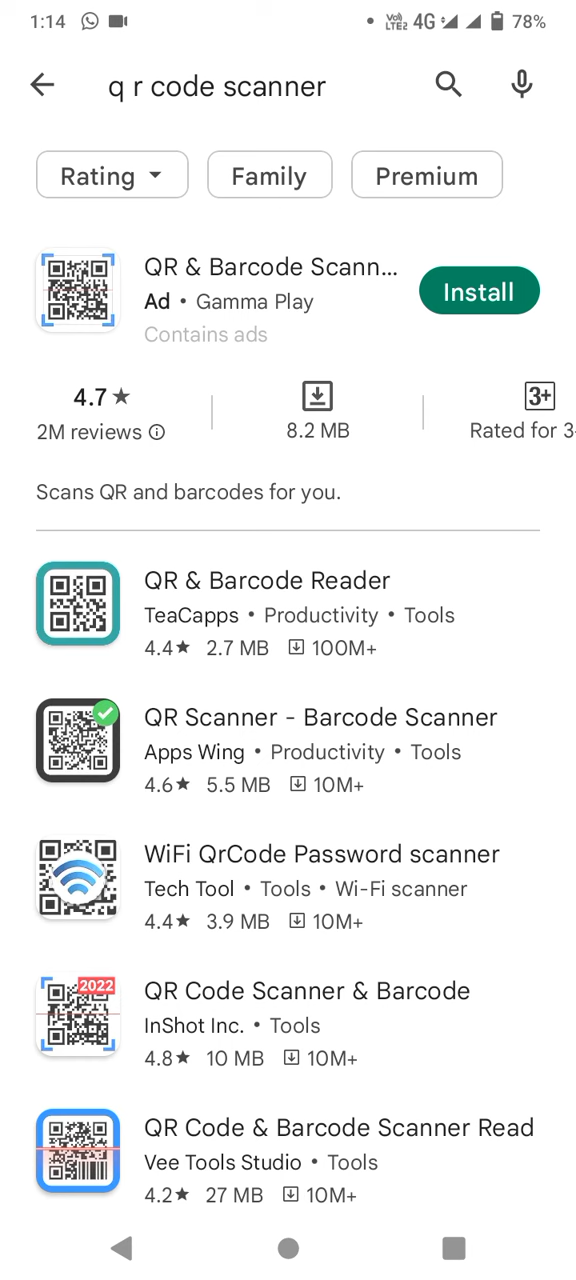 1:14 Vo) LTE2 4G 78%
q r code scanner
Rating Family Premium
QR & Barcode Scann...
Ad • Gamma Play
Install
Contains ads
4.7★ 8.2 MB 3+
2M reviews Rated for 3
Scans QR and barcodes for you.
QR & Barcode Reader
TeaCapps • Productivity • Tools
4.4★ 2.7 MB 100M+
QR Scanner - Barcode Scanner
Apps Wing • Productivity • Tools
4.6★ 5.5 MB 10M+
WiFi QrCode Password scanner
Tech Tool • Tools • Wi-Fi scanner
4.4★ 3.9 MB 10M+
2022
QR Code Scanner & Barcode
InShot Inc. • Tools
4.8★ 10 MB 10M+
QR Code & Barcode Scanner Read
Vee Tools Studio • Tools
4.2★ 27 MB 10M+